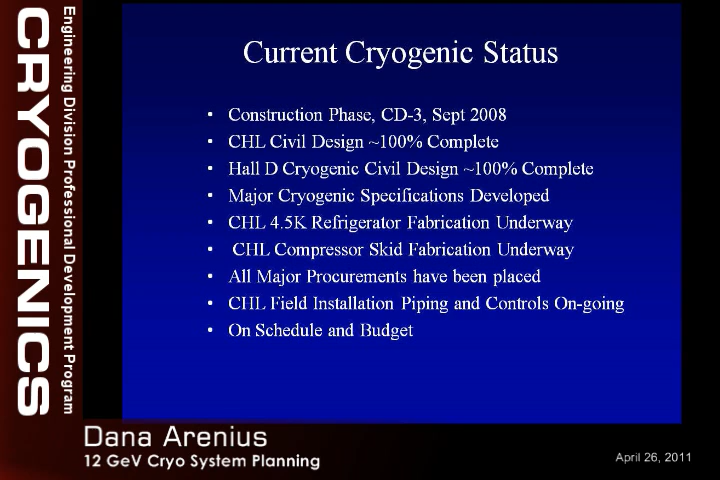 CRYOGENICS
Engineering Division Professional Development Program
Current Cryogenic Status
• Construction Phase, CD-3, Sept 2008
• CHL Civil Design ~100% Complete
• Hall D Cryogenic Civil Design ~100% Complete
• Major Cryogenic Specifications Developed
• CHL 4.5K Refrigerator Fabrication Underway
• CHL Compressor Skid Fabrication Underway
• All Major Procurements have been placed
• CHL Field Installation Piping and Controls On-going
• On Schedule and Budget
Dana Arenius
12 GeV Cryo System Planning
April 26, 2011